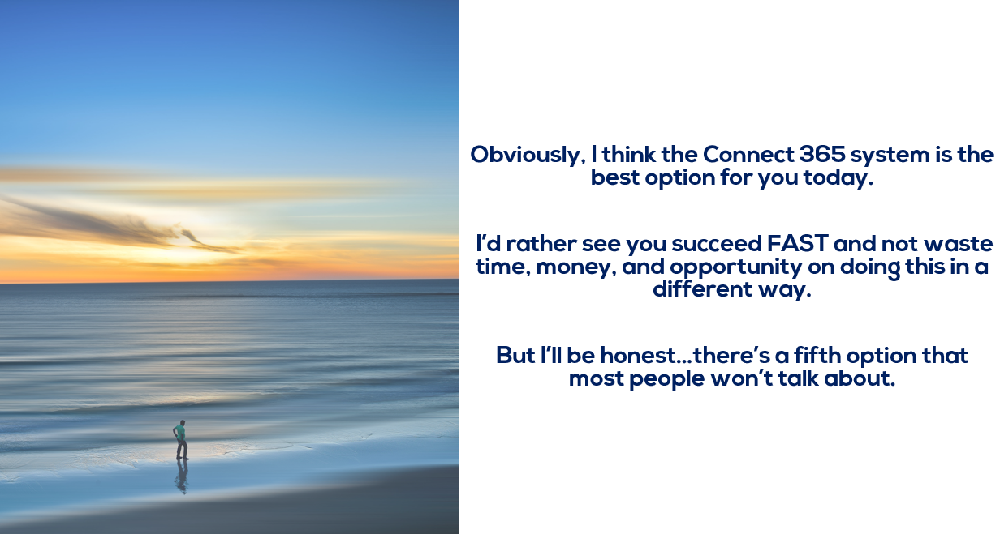 Obviously, I think the Connect 365 system is the
best option for you today.
I’d rather see you succeed FAST and not waste
time, money, and opportunity on doing this in a
different way.
But I’ll be honest...there’s a fifth option that
most people won’t talk about.